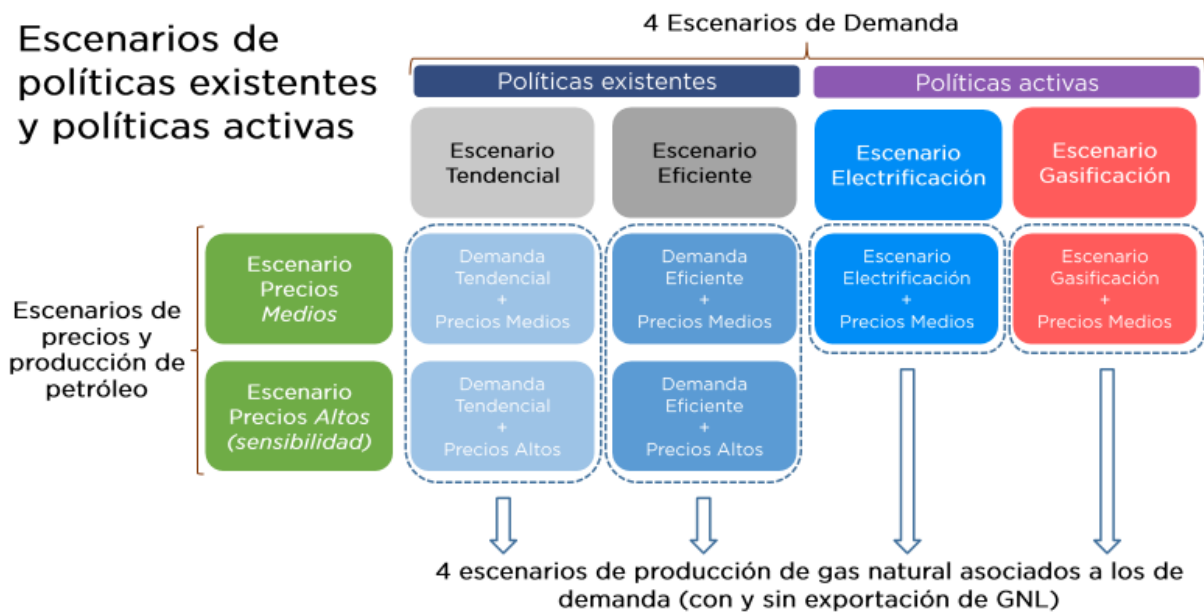 Escenarios de
políticas existentes
y políticas activas
4 Escenarios de Demanda
Políticas existentes
Políticas activas
Escenario
Tendencial
Escenario
Eficiente
Escenario
Electrificación
Escenario
Gasificación
Escenarios de
precios y
producción de
petróleo
Escenario
Precios
Medios
Demanda
Tendencial
+
Precios Medios
Demanda
Eficiente
+
Precios Medios
Escenario
Electrificación
+
Precios Medios
Escenario
Gasificación
+
Precios Medios
Escenario
Precios Altos
(sensibilidad)
Demanda
Tendencial
+
Precios Altos
Demanda
Eficiente
+
Precios Altos
4 escenarios de producción de gas natural asociados a los de
demanda (con y sin exportación de GNL)